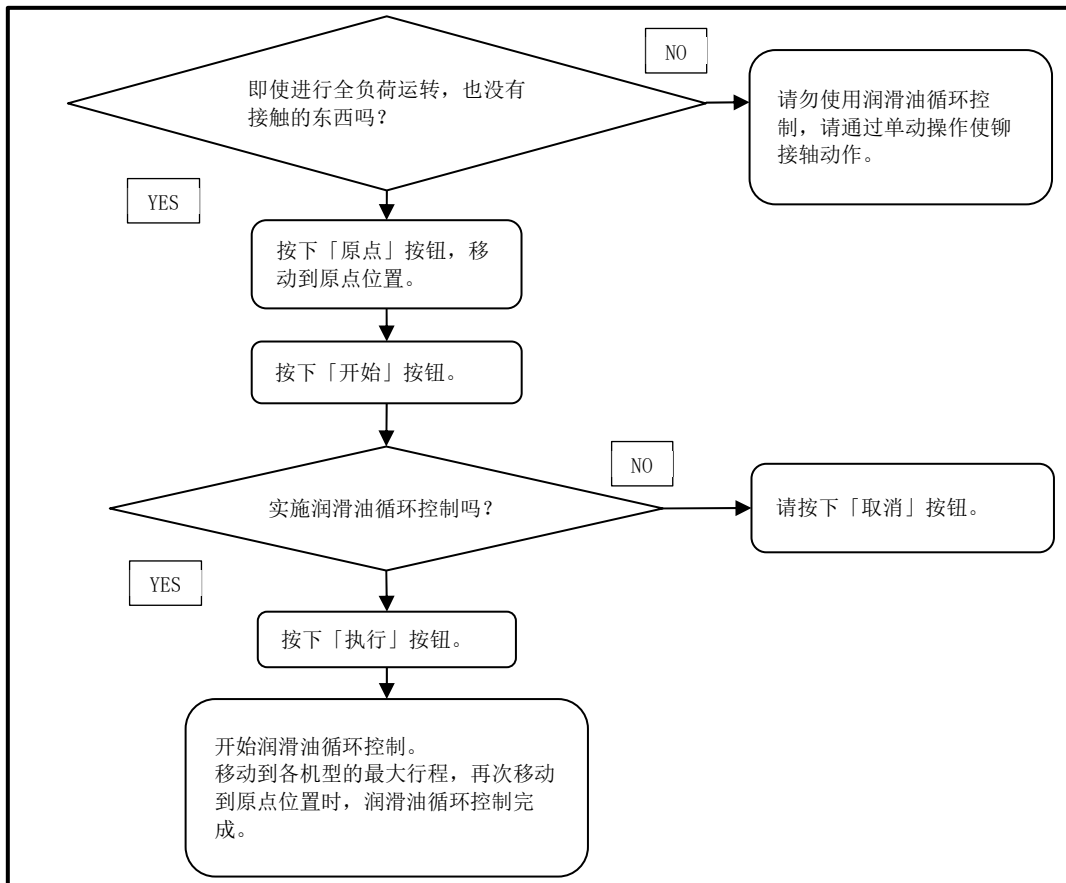 NO
即使进行全负荷运转，也没有
接触的东西吗？
请勿使用润滑油循环控
制，请通过单动操作使铆
接轴动作。
YES
按下「原点」按钮，移
动到原点位置。
按下「开始」按钮。
NO
实施润滑油循环控制吗？
请按下「取消」按钮。
YES
按下「执行」按钮。
开始润滑油循环控制。
移动到各机型的最大行程，再次移动
到原点位置时，润滑油循环控制完
成。